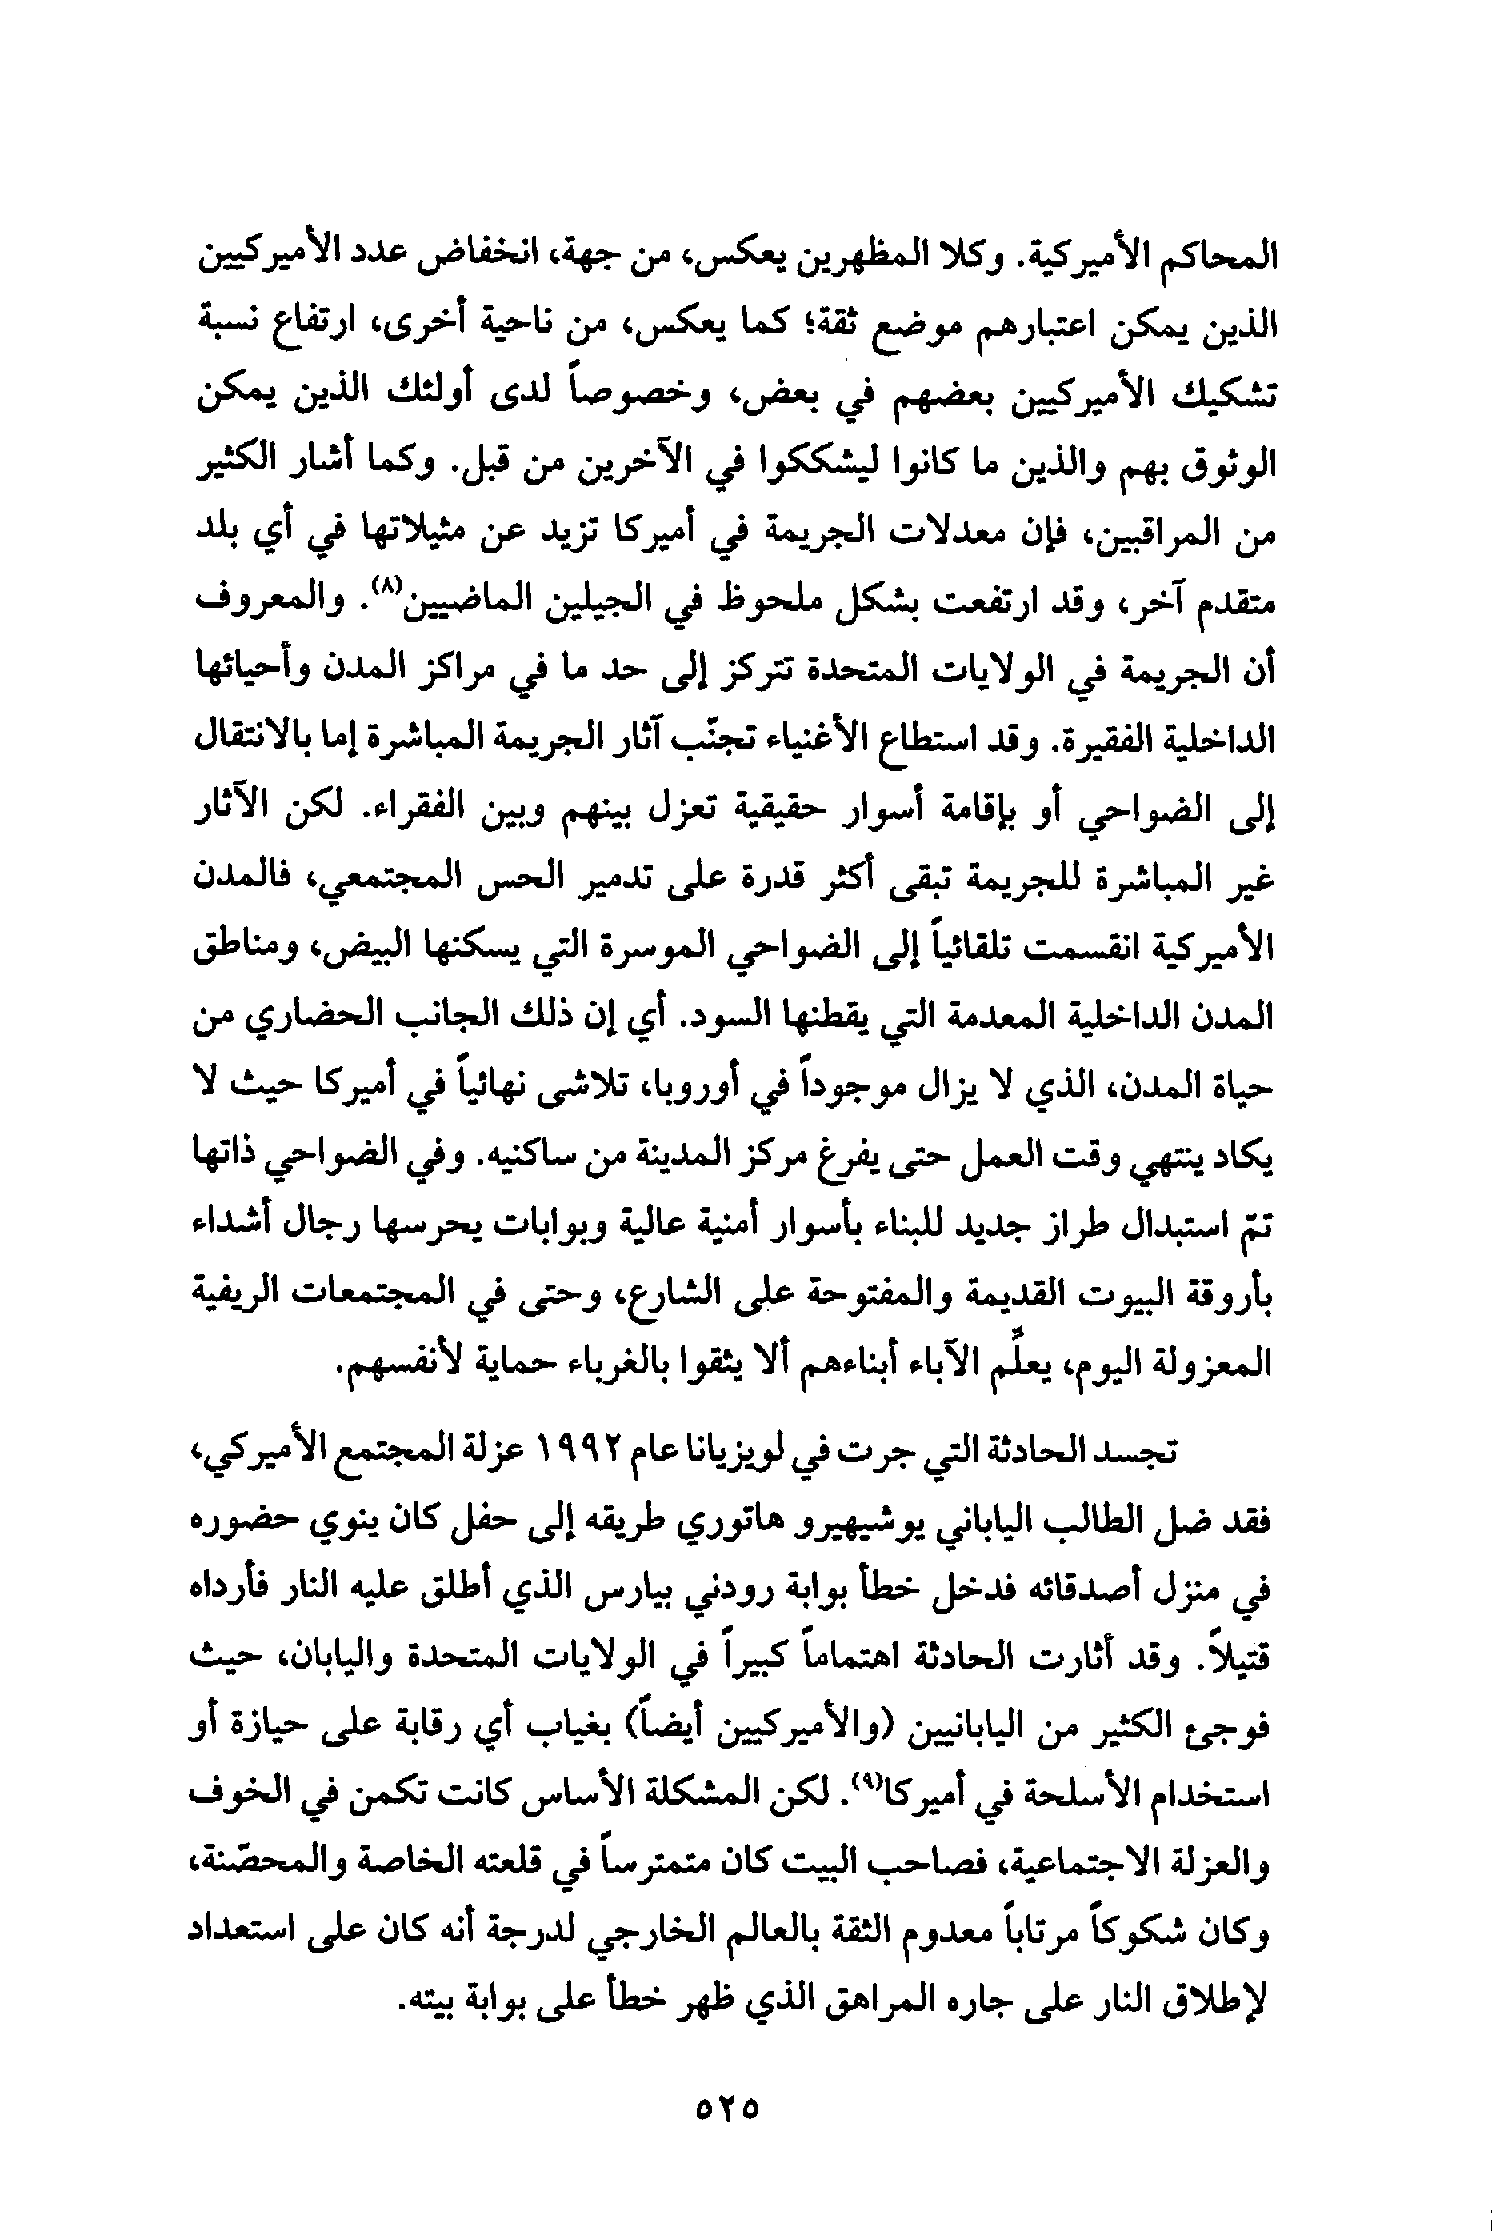 المحاكم الأميركية. وكلا المظهرين يعكس، من جهة، انخفاض عدد الأميركيين
الذين يمكن اعتبارهم موضع ثقة؛ كما يعكس، من ناحية أخرى، ارتفاع نسبة
تشكيك الأميركيين بعضهم في بعض، وخصوصاً لدى أولئك الذين يمكن
الوثوق بهم والذين ما كانوا ليشككوا في الآخرين من قبل. وكما أشار الكثير
من المراقبين، فإن معدلات الجريمة في أميركا تزيد عن مثيلاتها في أي بلد
متقدم آخر، وقد ارتفعت بشكل ملحوظ في الجيلين الماضيين(٨). والمعروف
أن الجريمة في الولايات المتحدة تتركز إلى حد ما في مراكز المدن وأحيائها
الداخلية الفقيرة. وقد استطاع الأغنياء تجنّب آثار الجريمة المباشرة إما بالانتقال
إلى الضواحي أو بإقامة أسوار حقيقية تعزل بينهم وبين الفقراء. لكن الآثار
غير المباشرة للجريمة تبقى أكثر قدرة على تدمير الحس المجتمعي، فالمدن
الأميركية انقسمت تلقائياً إلى الضواحي الموسرة التي يسكنها البيض، ومناطق
المدن الداخلية المعدمة التي يقطنها السود. أي إن ذلك الجانب الحضاري من
حياة المدن، الذي لا يزال موجوداً في أوروبا، تلاشى نهائياً في أميركا حيث لا
يكاد ينتهي وقت العمل حتى يفرغ مركز المدينة من ساكنيه. وفي الضواحي ذاتها
تمّ استبدال طراز جديد للبناء بأسوار أمنية عالية وبوابات يحرسها رجال أشداء
بأروقة البيوت القديمة والمفتوحة على الشارع، وحتى في المجتمعات الريفية
المعزولة اليوم، يعلّم الآباء أبناءهم ألا يثقوا بالغرباء حماية لأنفسهم.
تجسد الحادثة التي جرت في لويزيانا عام ١٩٩٢ عزلة المجتمع الأميركي،
فقد ضل الطالب الياباني يوشيهيرو هاتوري طريقه إلى حفل كان ينوي حضوره
في منزل أصدقائه فدخل خطأ بوابة رودني بيارس الذي أطلق عليه النار فأرداه
قتيلاً. وقد أثارت الحادثة اهتماماً كبيراً في الولايات المتحدة واليابان، حيث
فوجئ الكثير من اليابانيين (والأميركيين أيضاً) بغياب أي رقابة على حيازة أو
استخدام الأسلحة في أميركا(٩). لكن المشكلة الأساس كانت تكمن في الخوف
والعزلة الاجتماعية، فصاحب البيت كان متمترساً في قلعته الخاصة والمحصّنة،
وكان شكوكاً مرتاباً معدوم الثقة بالعالم الخارجي لدرجة أنه كان على استعداد
لإطلاق النار على جاره المراهق الذي ظهر خطأ على بوابة بيته.
٥٢٥